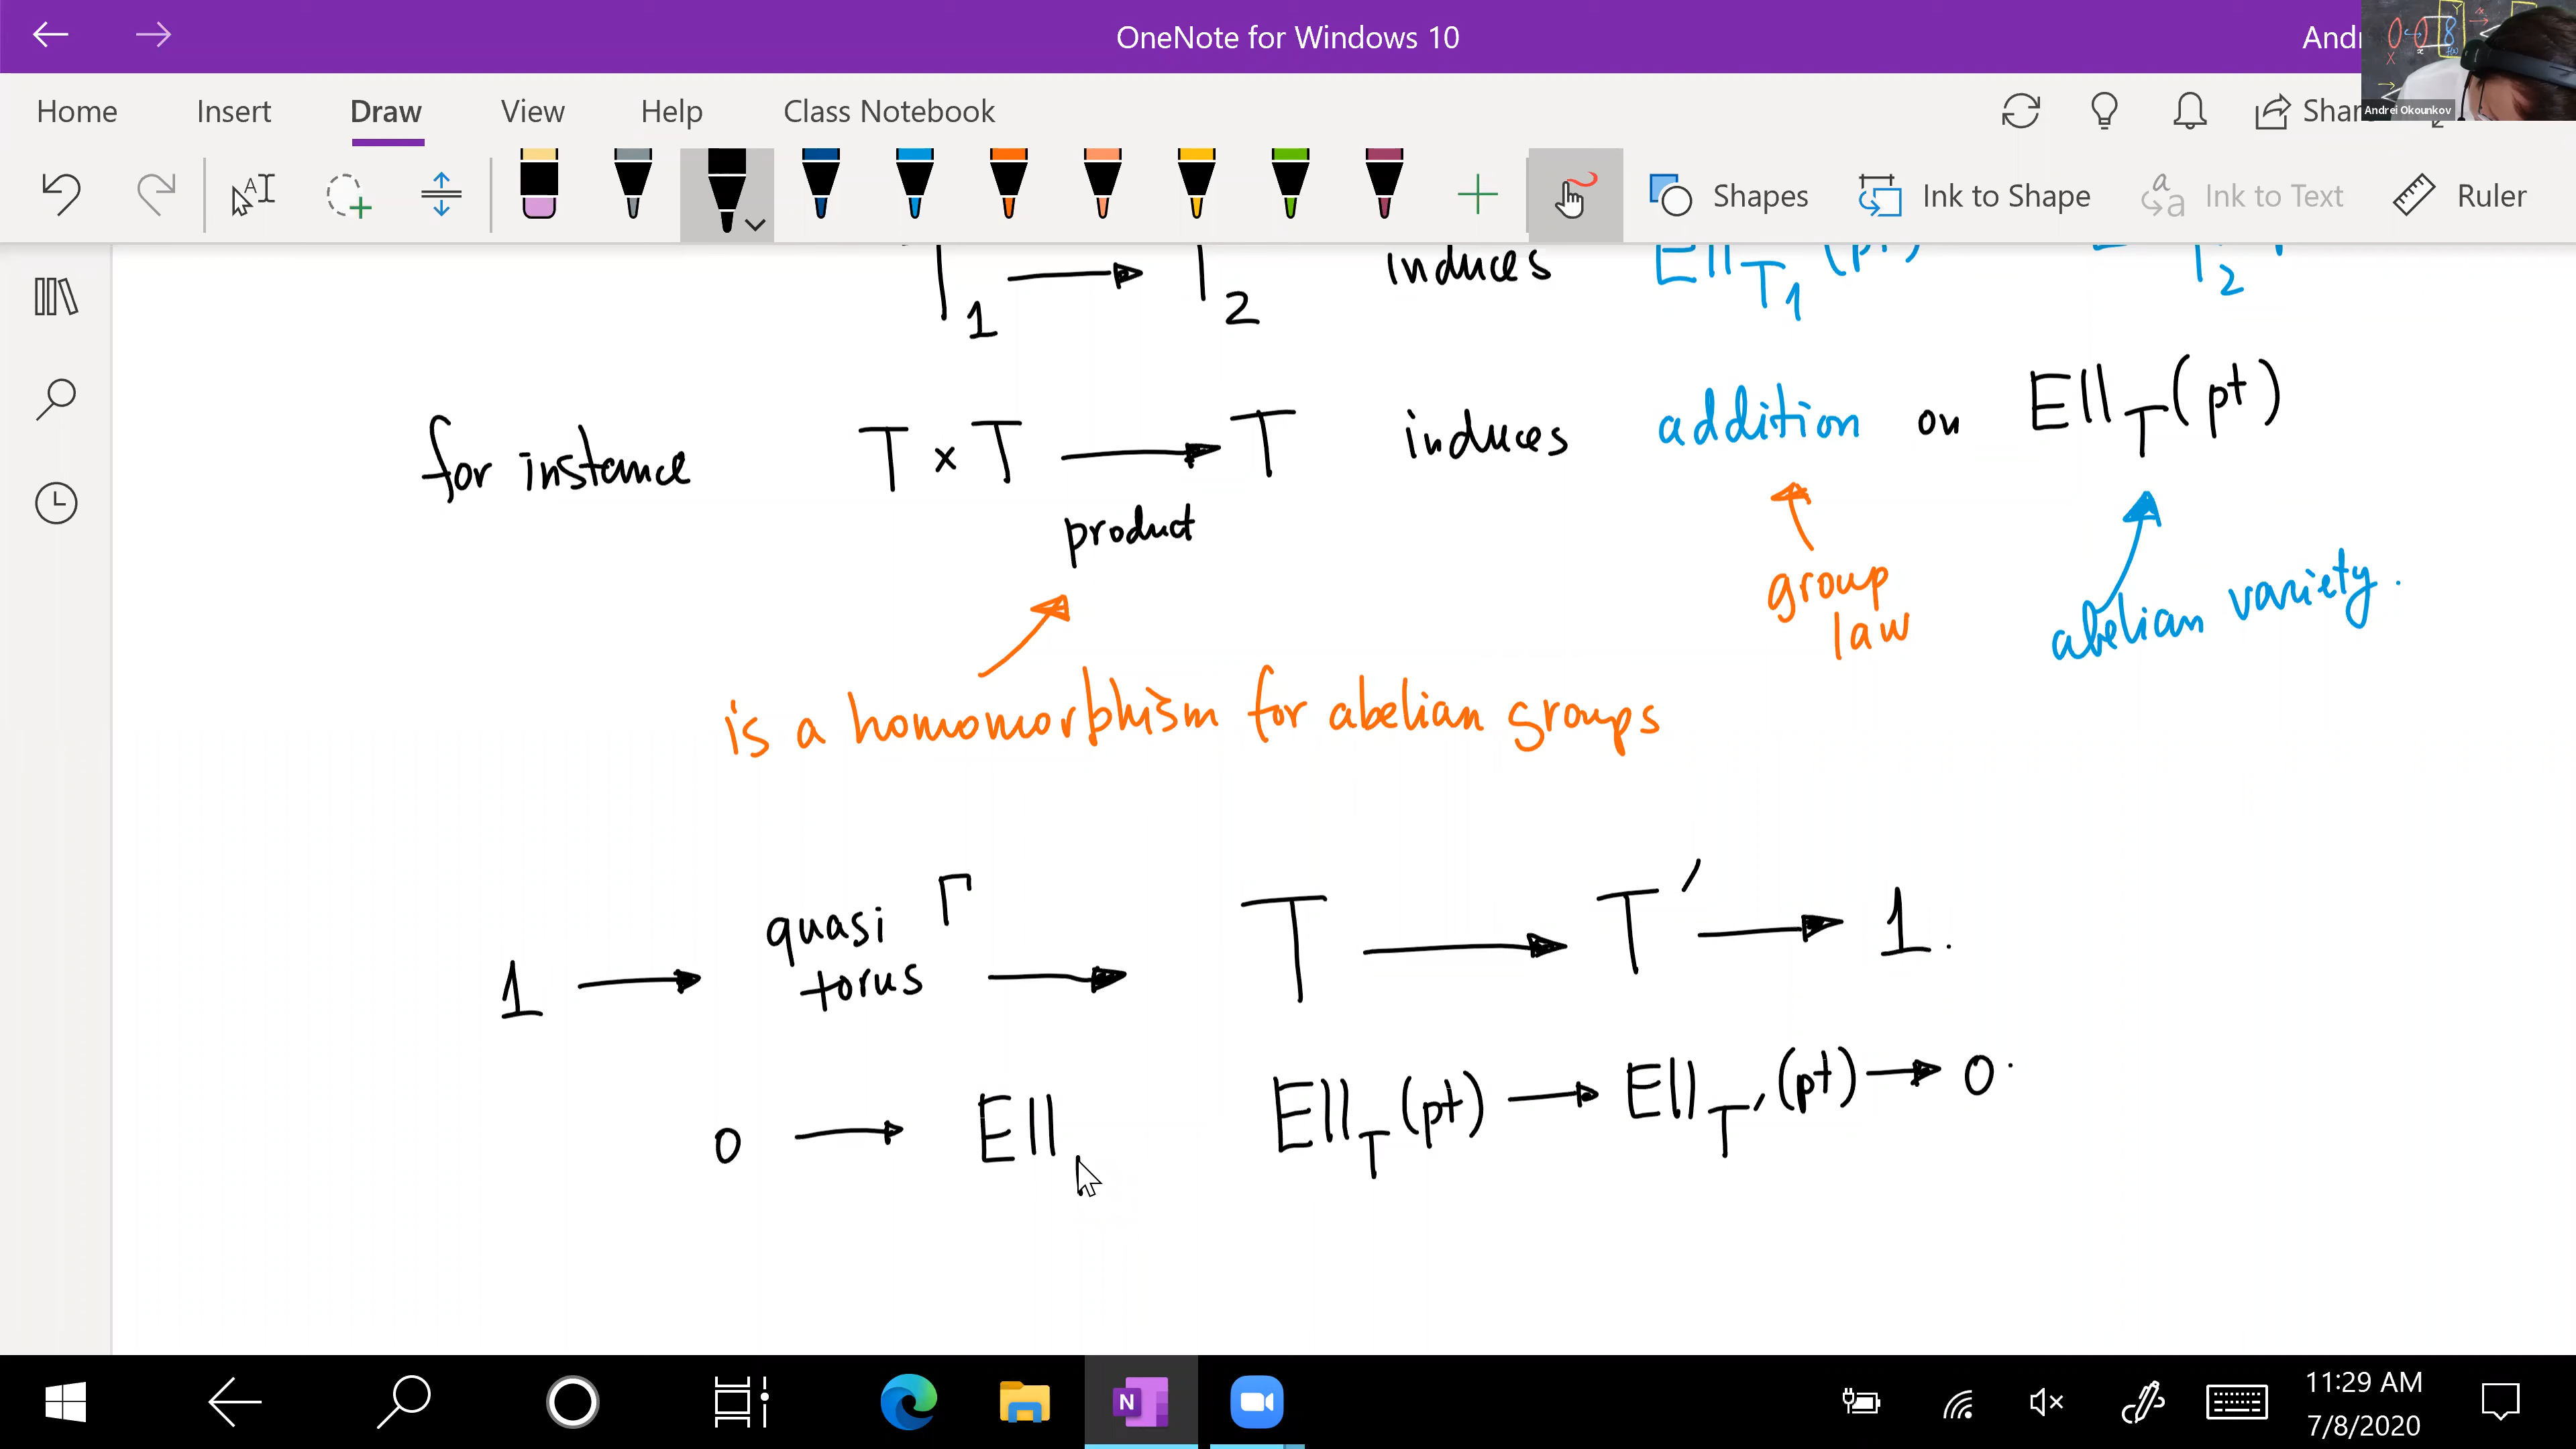 OneNote for Windows 10
Andrei Okounkov
Home Insert Draw View Help Class Notebook
Shapes Ink to Shape Ink to Text Ruler
T1 → T2 induces EllT1 (pt) T2
for instance T × T → T induces addition on EllT(pt)
product
group law
abelian variety.
is a homomorphism for abelian groups
1 → quasi torus Γ → T → T′ → 1.
0 → Ell EllT(pt) → EllT′(pt) → 0.
11:29 AM
7/8/2020